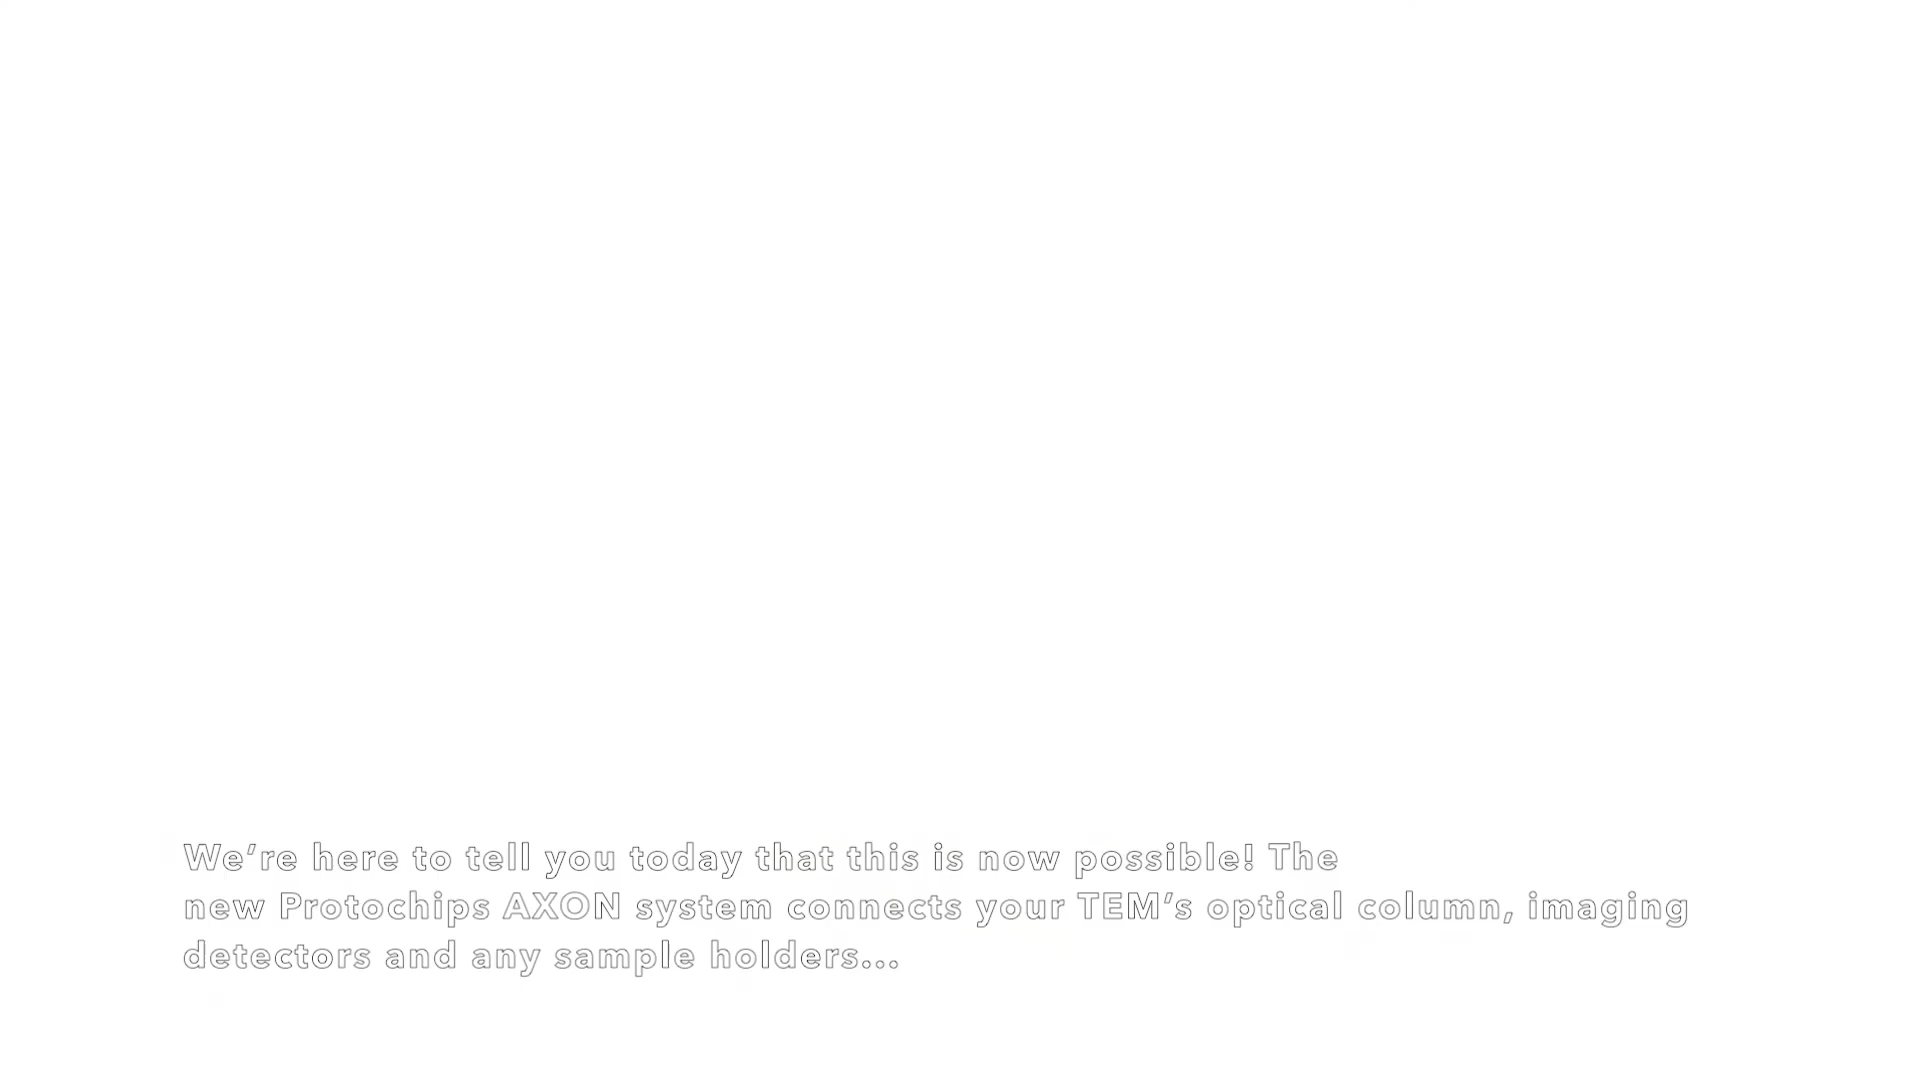 We’re here to tell you today that this is now possible! The
new Protochips AXON system connects your TEM’s optical column, imaging
detectors and any sample holders...